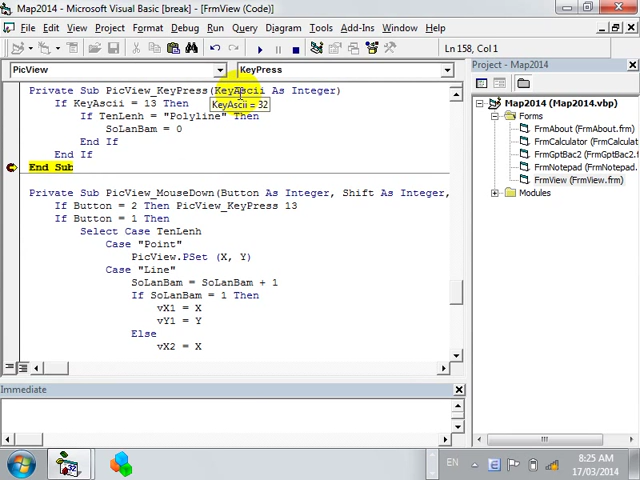 Map2014 - Microsoft Visual Basic [break] - [FrmView (Code)]
File Edit View Project Format Debug Run Query Diagram Tools Add-Ins Window Help
Ln 158, Col 1
PicView KeyPress
Private Sub PicView_KeyPress(KeyAscii As Integer)
If KeyAscii = 13 Then
KeyAscii = 32
If TenLenh = "Polyline" Then
SoLanBam = 0
End If
End If
End Sub
Private Sub PicView_MouseDown(Button As Integer, Shift As Integer,
If Button = 2 Then PicView_KeyPress 13
If Button = 1 Then
Select Case TenLenh
Case "Point"
PicView.PSet (X, Y)
Case "Line"
SoLanBam = SoLanBam + 1
If SoLanBam = 1 Then
vX1 = X
vY1 = Y
Else
vX2 = X
Project - Map2014
Map2014 (Map2014.vbp)
Forms
FrmAbout (FrmAbout.frm)
FrmCalculator (FrmCalculat
FrmGptBac2 (FrmGptBac2.f
FrmNotepad (FrmNotepad.
FrmView (FrmView.frm)
Modules
Immediate
EN
8:25 AM
17/03/2014